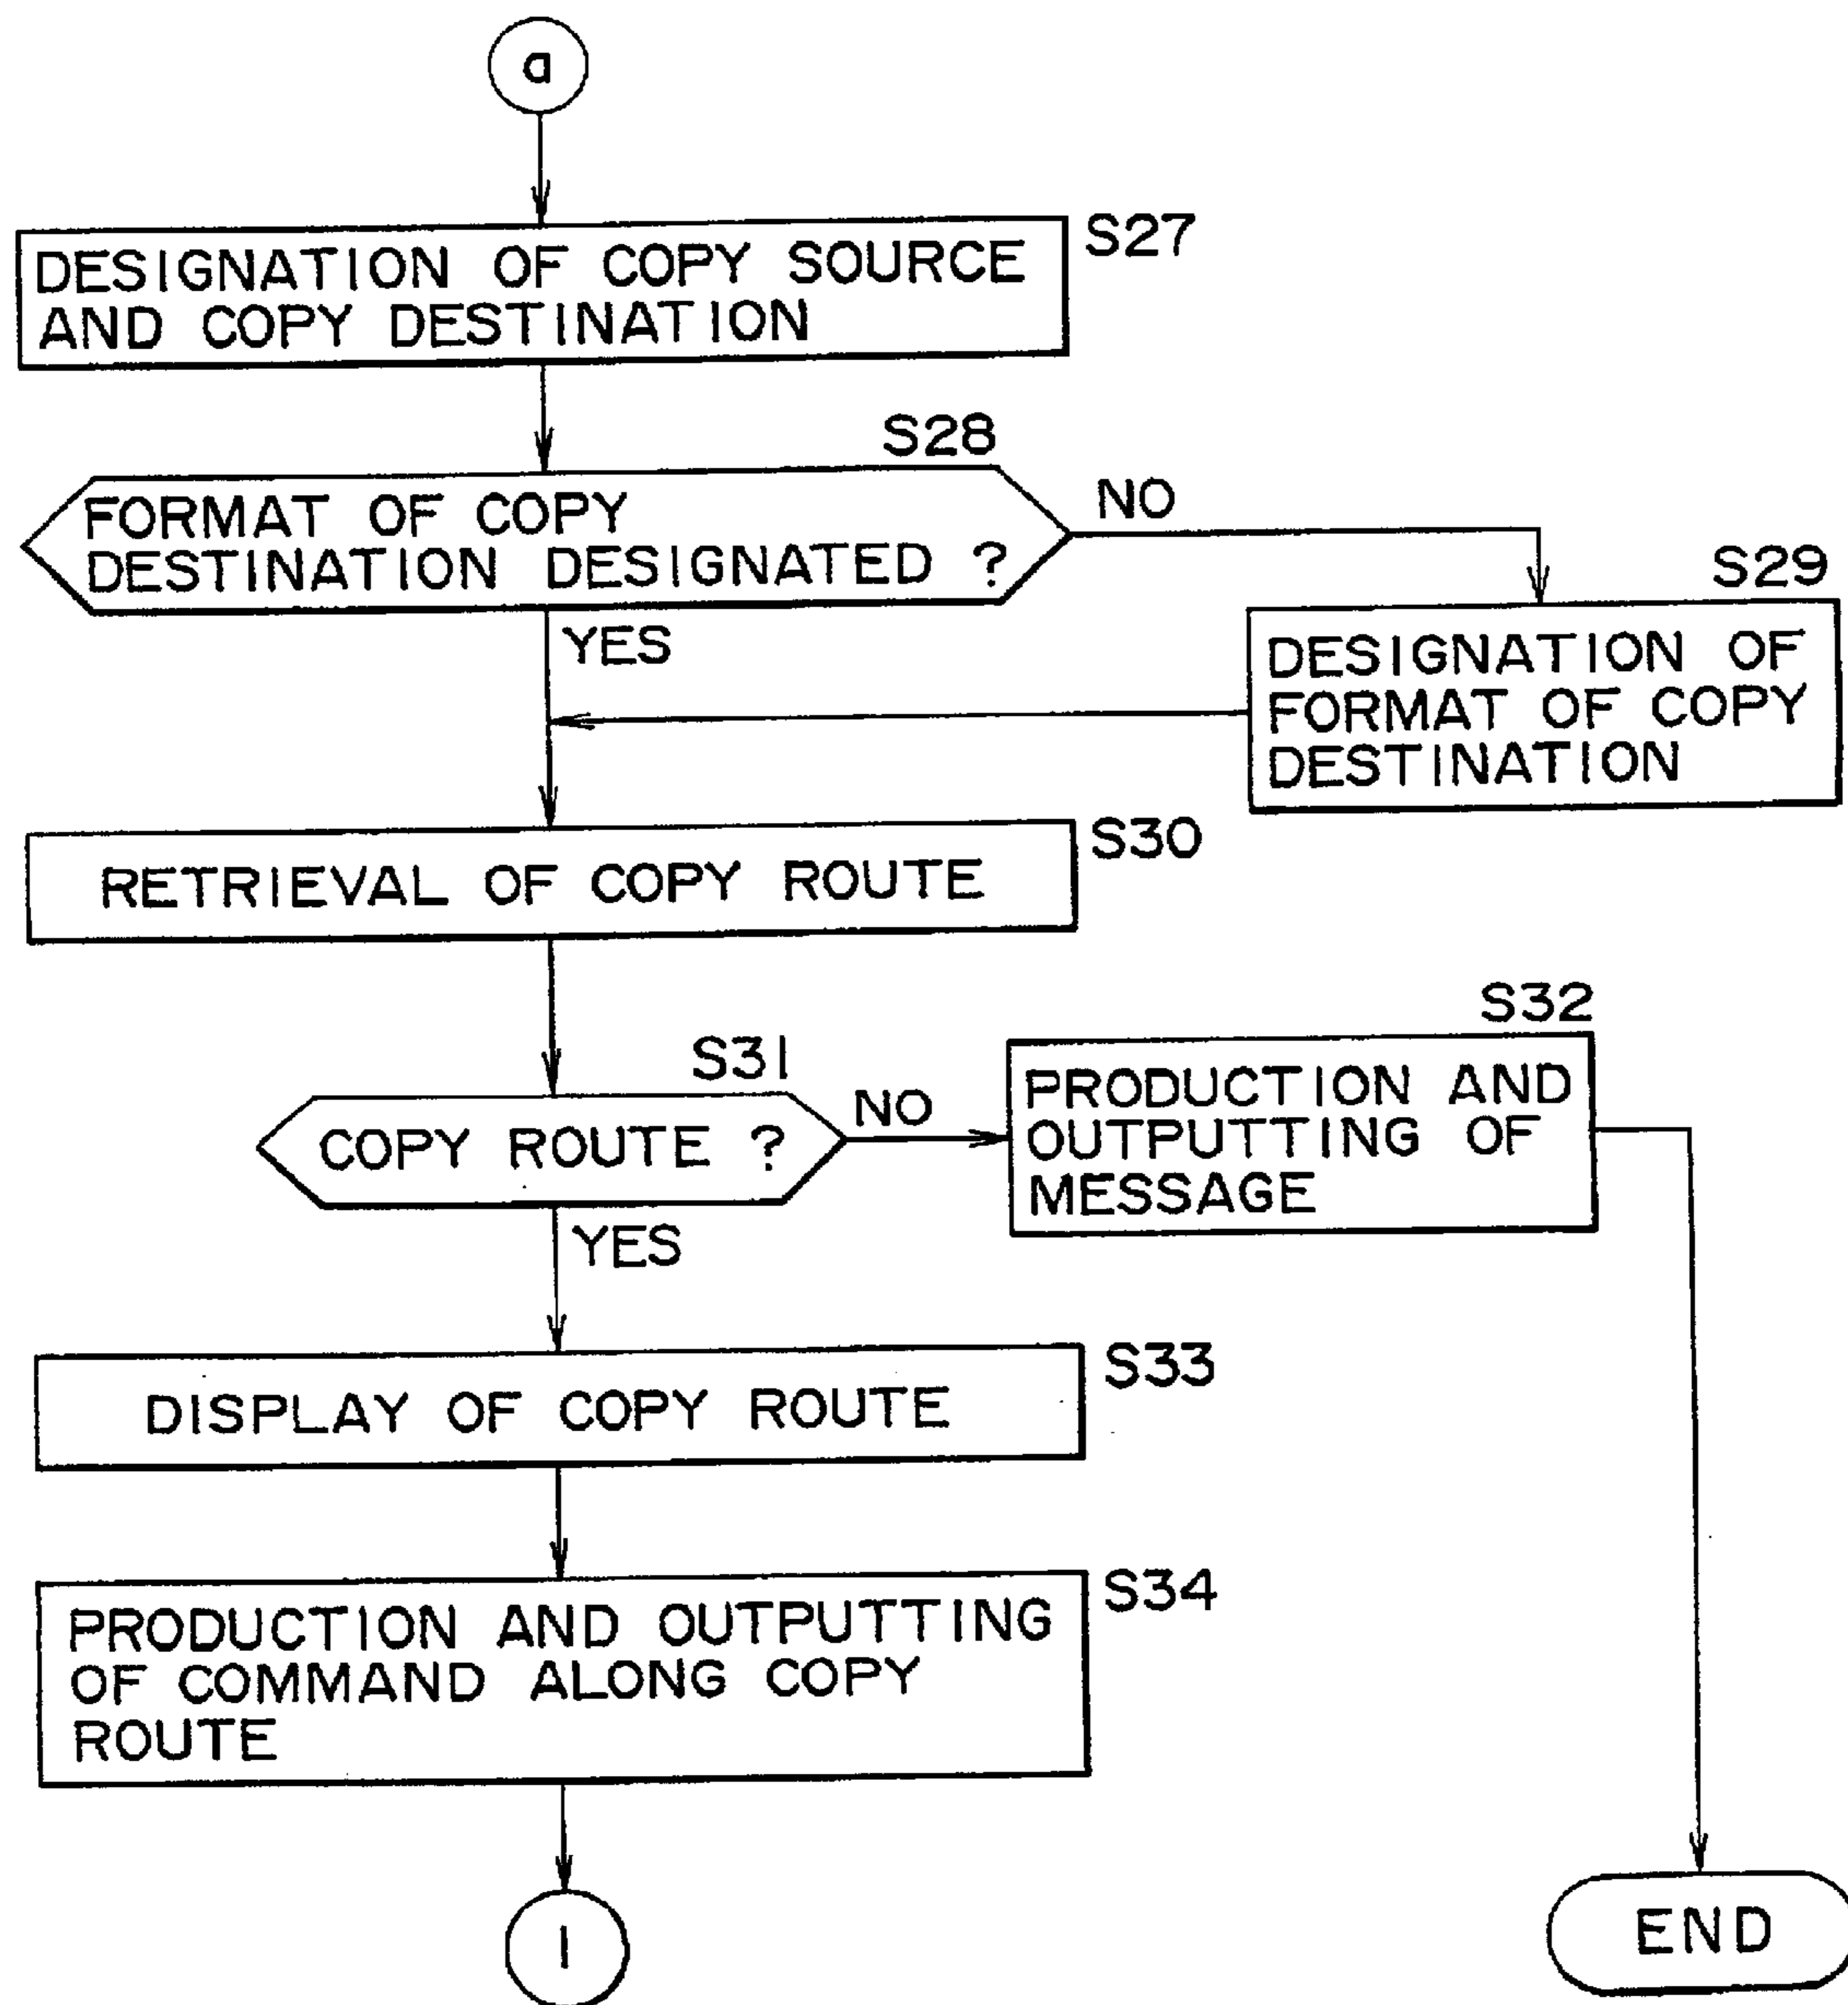 a
S27
DESIGNATION OF COPY SOURCE
AND COPY DESTINATION
S28
FORMAT OF COPY
DESTINATION DESIGNATED ?
NO
YES
S29
DESIGNATION OF
FORMAT OF COPY
DESTINATION
S30
RETRIEVAL OF COPY ROUTE
S31
COPY ROUTE ?
NO
YES
S32
PRODUCTION AND
OUTPUTTING OF
MESSAGE
S33
DISPLAY OF COPY ROUTE
S34
PRODUCTION AND OUTPUTTING
OF COMMAND ALONG COPY
ROUTE
1
END